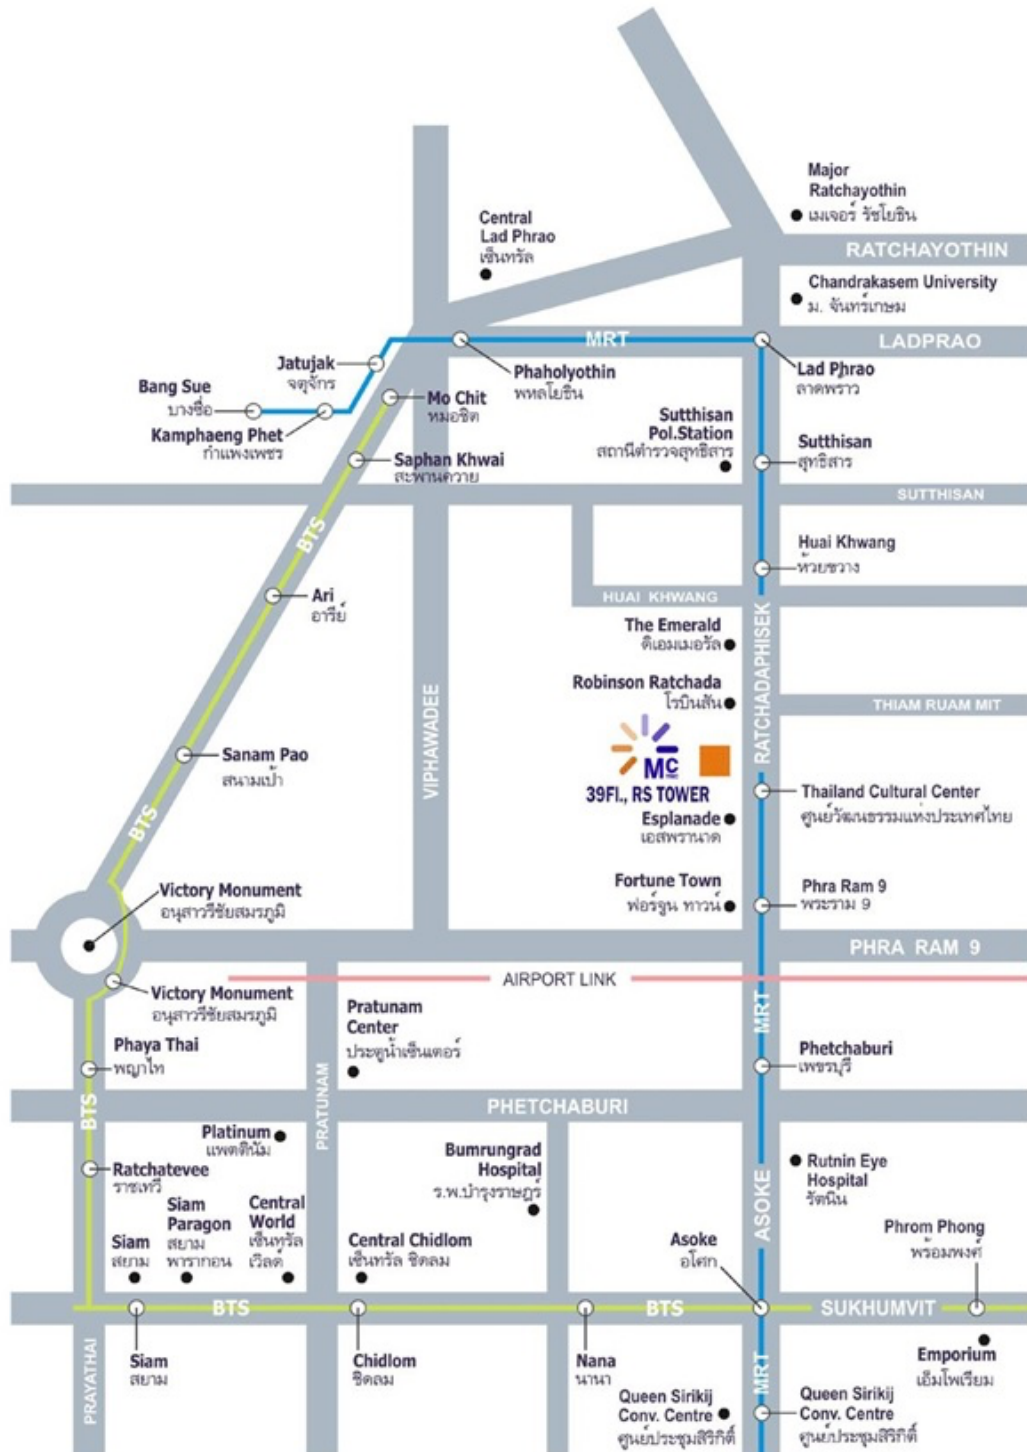 Major
Ratchayothin
เมเจอร์ รัชโยธิน
Central
Lad Phrao
เซ็นทรัล
RATCHAYOTHIN
Chandrakasem University
ม. จันทร์เกษม
MRT
LADPRAO
Jatujak
จตุจักร
Phaholyothin
พหลโยธิน
Lad Phrao
ลาดพร้าว
Bang Sue
บางซื่อ
Mo Chit
หมอชิต
Kamphaeng Phet
กำแพงเพชร
Sutthisan
Pol.Station
สถานีตำรวจสุทธิสาร
Sutthisan
สุทธิสาร
Saphan Khwai
สะพานควาย
SUTTHISAN
BTS
Huai Khwang
ห้วยขวาง
Ari
อารีย์
HUAI KHWANG
The Emerald
ดิเอมเมอรัล
RATCHADAPHISEK
Robinson Ratchada
โรบินสัน
THIAM RUAM MIT
VIPHAWADEE
Sanam Pao
สนามเป้า
MC
39Fl., RS TOWER
Thailand Cultural Center
ศูนย์วัฒนธรรมแห่งประเทศไทย
Esplanade
เอสพรานาด
BTS
Fortune Town
ฟอร์จูน ทาวน์
Phra Ram 9
พระราม 9
Victory Monument
อนุสาวรีชัยสมรภูมิ
PHRA RAM 9
AIRPORT LINK
Victory Monument
อนุสาวรีชัยสมรภูมิ
Pratunam
Center
ประตูน้ำเซ็นเตอร์
MRT
Phaya Thai
พญาไท
Phetchaburi
เพชรบุรี
BTS
PRATUNAM
PHETCHABURI
Platinum
แพตตินัม
Bumrungrad
Hospital
ร.พ.บำรุงราษฎร์
Rutnin Eye
Hospital
รัตนิน
Ratchatevee
ราชเทวี
ASOKE
Siam
Paragon
สยาม
พารากอน
Central
World
เซ็นทรัล
เวิลด์
Siam
สยาม
Central Chidlom
เซ็นทรัล ชิดลม
Asoke
อโศก
Phrom Phong
พร้อมพงศ์
BTS
BTS
SUKHUMVIT
Siam
สยาม
Chidlom
ชิดลม
Nana
นานา
Emporium
เอ็มโพเรียม
PRAYATHAI
MRT
Queen Sirikij
Conv. Centre
ศูนย์ประชุมสิริกิติ์
Queen Sirikij
Conv. Centre
ศูนย์ประชุมสิริกิติ์